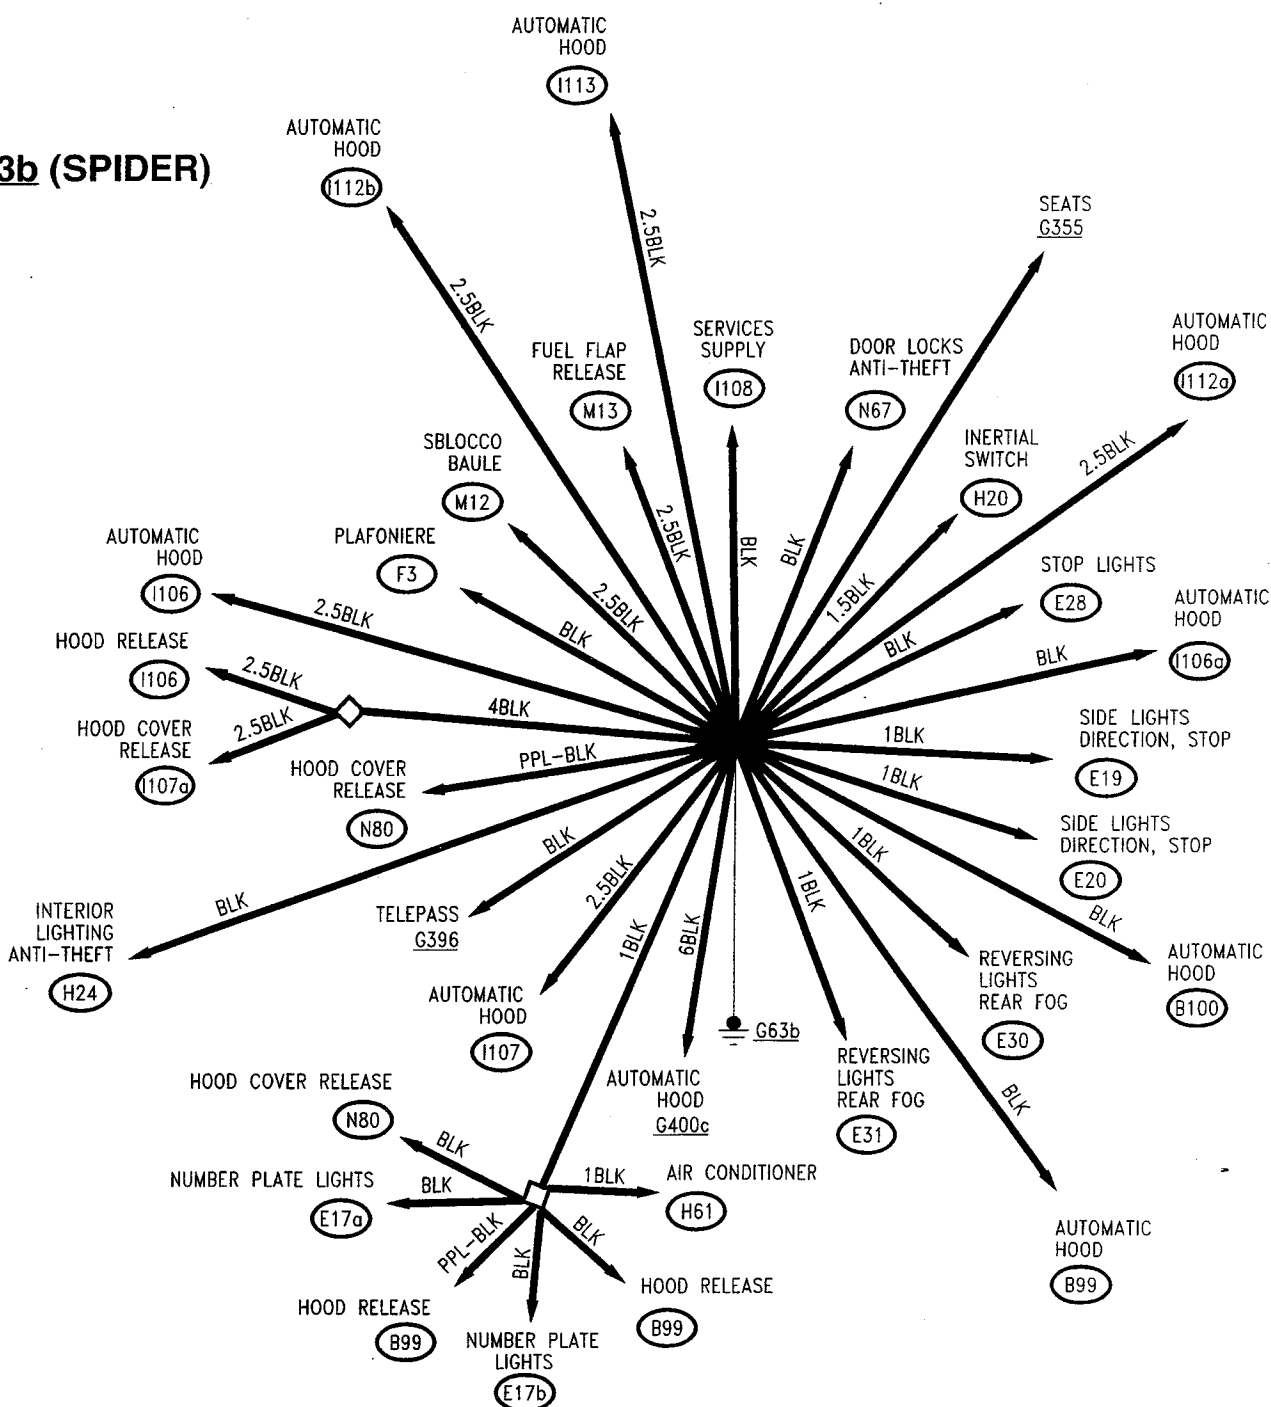 AUTOMATIC
HOOD
I113
AUTOMATIC
HOOD
I112b
3b (SPIDER)
2.5BLK
2.5BLK
SEATS
G355
AUTOMATIC
HOOD
I112a
2.5BLK
SERVICES
SUPPLY
I108
BLK
FUEL FLAP
RELEASE
M13
2.5BLK
DOOR LOCKS
ANTI-THEFT
N67
BLK
SBLOCCO
BAULE
M12
2.5BLK
INERTIAL
SWITCH
H20
1.5BLK
PLAFONIERE
F3
BLK
AUTOMATIC
HOOD
I106
2.5BLK
STOP LIGHTS
E28
BLK
AUTOMATIC
HOOD
I106a
BLK
HOOD RELEASE
I106
2.5BLK
4BLK
HOOD COVER
RELEASE
I107a
2.5BLK
SIDE LIGHTS
DIRECTION, STOP
E19
1BLK
HOOD COVER
RELEASE
N80
PPL-BLK
SIDE LIGHTS
DIRECTION, STOP
E20
1BLK
INTERIOR
LIGHTING
ANTI-THEFT
H24
BLK
TELEPASS
G396
BLK
AUTOMATIC
HOOD
I107
2.5BLK
1BLK
6BLK
G63b
1BLK
1BLK
BLK
REVERSING
LIGHTS
REAR FOG
E30
AUTOMATIC
HOOD
B100
REVERSING
LIGHTS
REAR FOG
E31
AUTOMATIC
HOOD
G400c
BLK
HOOD COVER RELEASE
N80
BLK
NUMBER PLATE LIGHTS
E17a
BLK
1BLK
AIR CONDITIONER
H61
PPL-BLK
BLK
BLK
HOOD RELEASE
B99
HOOD RELEASE
B99
NUMBER PLATE
LIGHTS
E17b
AUTOMATIC
HOOD
B99